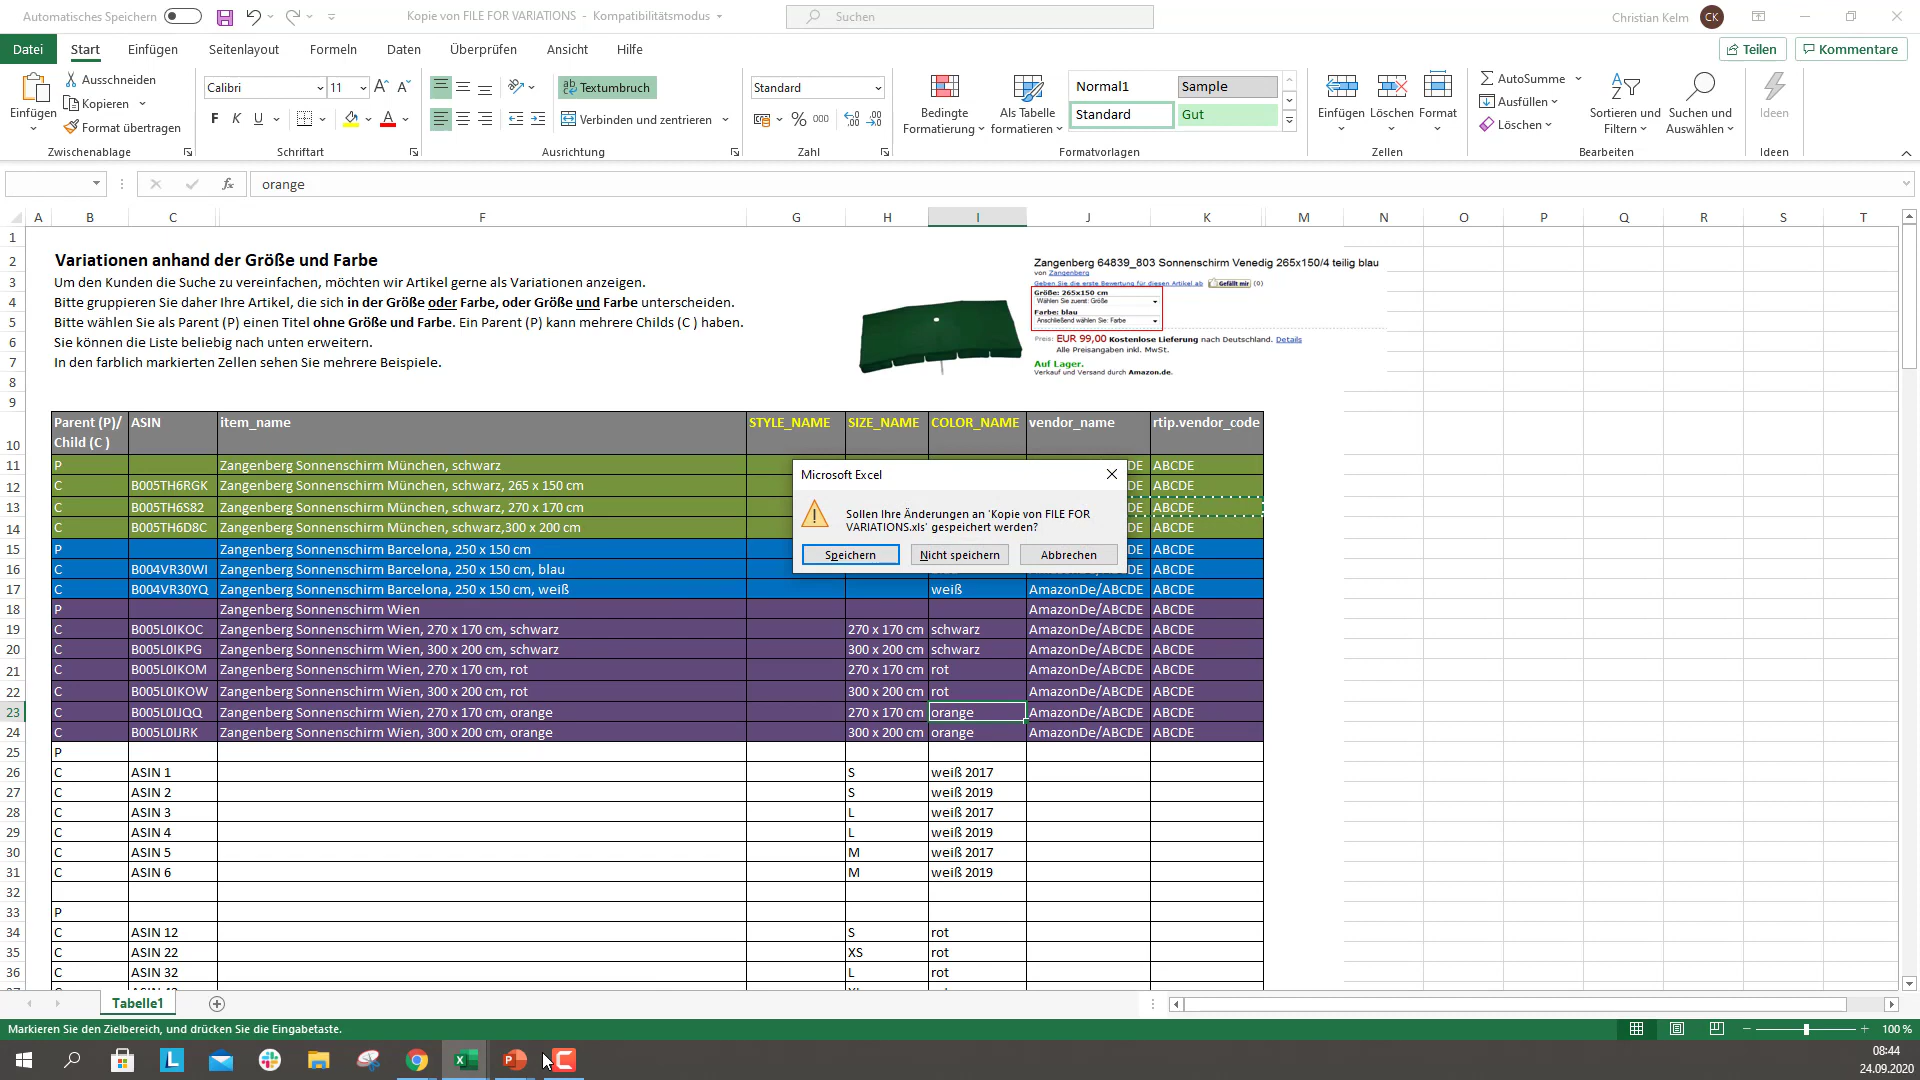 Automatisches Speichern
Kopie von FILE FOR VARIATIONS - Kompatibilitätsmodus
Suchen
Christian Kelm
CK
Datei
Start
Einfügen
Seitenlayout
Formeln
Daten
Überprüfen
Ansicht
Hilfe
Teilen
Kommentare
Einfügen
Ausschneiden
Kopieren
Format übertragen
Zwischenablage
Calibri
11
F K U
Schriftart
Textumbruch
Verbinden und zentrieren
Ausrichtung
Standard
% 000
Zahl
Bedingte Formatierung
Als Tabelle formatieren
Normal1
Sample
Standard
Gut
Formatvorlagen
Einfügen
Löschen
Format
Zellen
AutoSumme
Ausfüllen
Löschen
Sortieren und Filtern
Suchen und Auswählen
Bearbeiten
Ideen
Ideen
fx
orange
A B C F G H I J K M N O P Q R S T
1
2 Variationen anhand der Größe und Farbe
3 Um den Kunden die Suche zu vereinfachen, möchten wir Artikel gerne als Variationen anzeigen.
4 Bitte gruppieren Sie daher Ihre Artikel, die sich in der Größe oder Farbe, oder Größe und Farbe unterscheiden.
5 Bitte wählen Sie als Parent (P) einen Titel ohne Größe und Farbe. Ein Parent (P) kann mehrere Childs (C ) haben.
6 Sie können die Liste beliebig nach unten erweitern.
7 In den farblich markierten Zellen sehen Sie mehrere Beispiele.
8
9
Zangenberg 64839_803 Sonnenschirm Venedig 265x150/4 teilig blau
von Zangenberg
Geben Sie die erste Bewertung für diesen Artikel ab Gefällt mir (0)
Größe: 265x150 cm
Wählen Sie zuerst: Größe
Farbe: blau
Anschließend wählen Sie: Farbe
Preis: EUR 99,00 Kostenlose Lieferung nach Deutschland. Details
Alle Preisangaben inkl. MwSt.
Auf Lager.
Verkauf und Versand durch Amazon.de.
10 Parent (P)/ Child (C ) ASIN item_name STYLE_NAME SIZE_NAME COLOR_NAME vendor_name rtip.vendor_code
11 P Zangenberg Sonnenschirm München, schwarz DE ABCDE
12 C B005TH6RGK Zangenberg Sonnenschirm München, schwarz, 265 x 150 cm DE ABCDE
13 C B005TH6S82 Zangenberg Sonnenschirm München, schwarz, 270 x 170 cm DE ABCDE
14 C B005TH6D8C Zangenberg Sonnenschirm München, schwarz,300 x 200 cm DE ABCDE
15 P Zangenberg Sonnenschirm Barcelona, 250 x 150 cm DE ABCDE
16 C B004VR30WI Zangenberg Sonnenschirm Barcelona, 250 x 150 cm, blau DE ABCDE
17 C B004VR30YQ Zangenberg Sonnenschirm Barcelona, 250 x 150 cm, weiß weiß AmazonDe/ABCDE ABCDE
18 P Zangenberg Sonnenschirm Wien AmazonDe/ABCDE ABCDE
19 C B005L0IKOC Zangenberg Sonnenschirm Wien, 270 x 170 cm, schwarz 270 x 170 cm schwarz AmazonDe/ABCDE ABCDE
20 C B005L0IKPG Zangenberg Sonnenschirm Wien, 300 x 200 cm, schwarz 300 x 200 cm schwarz AmazonDe/ABCDE ABCDE
21 C B005L0IKOM Zangenberg Sonnenschirm Wien, 270 x 170 cm, rot 270 x 170 cm rot AmazonDe/ABCDE ABCDE
22 C B005L0IKOW Zangenberg Sonnenschirm Wien, 300 x 200 cm, rot 300 x 200 cm rot AmazonDe/ABCDE ABCDE
23 C B005L0IJQQ Zangenberg Sonnenschirm Wien, 270 x 170 cm, orange 270 x 170 cm orange AmazonDe/ABCDE ABCDE
24 C B005L0IJRK Zangenberg Sonnenschirm Wien, 300 x 200 cm, orange 300 x 200 cm orange AmazonDe/ABCDE ABCDE
25 P
26 C ASIN 1 S weiß 2017
27 C ASIN 2 S weiß 2019
28 C ASIN 3 L weiß 2017
29 C ASIN 4 L weiß 2019
30 C ASIN 5 M weiß 2017
31 C ASIN 6 M weiß 2019
32
33 P
34 C ASIN 12 S rot
35 C ASIN 22 XS rot
36 C ASIN 32 L rot
Microsoft Excel
Sollen Ihre Änderungen an 'Kopie von FILE FOR
VARIATIONS.xls' gespeichert werden?
Speichern
Nicht speichern
Abbrechen
Tabelle1
Markieren Sie den Zielbereich, und drücken Sie die Eingabetaste.
100 %
08:44
24.09.2020